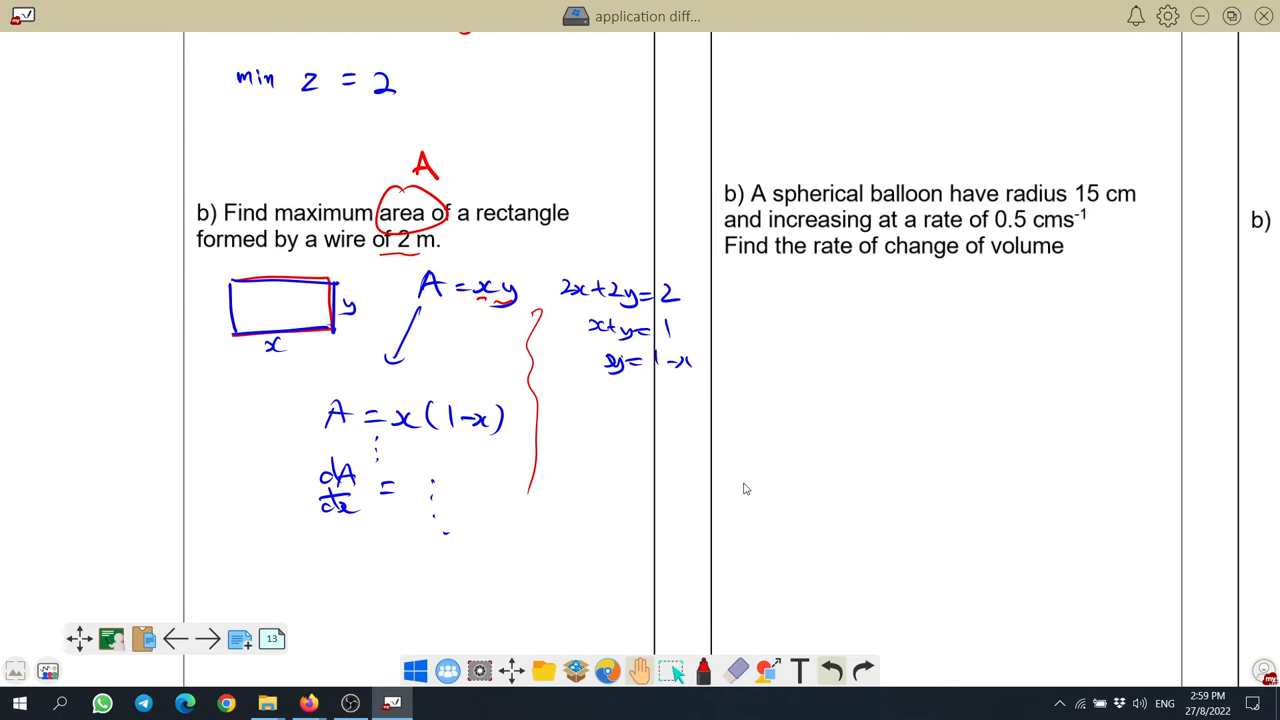 application diff...
min z = 2
A
b) Find maximum area of a rectangle
formed by a wire of 2 m.
A = xy
y
x
2x+2y=2
x+y=1
y=1-x
A = x(1-x)
dA
dx
=
b) A spherical balloon have radius 15 cm
and increasing at a rate of 0.5 cms⁻¹
Find the rate of change of volume
b)
13
T
ENG
2:59 PM
27/8/2022